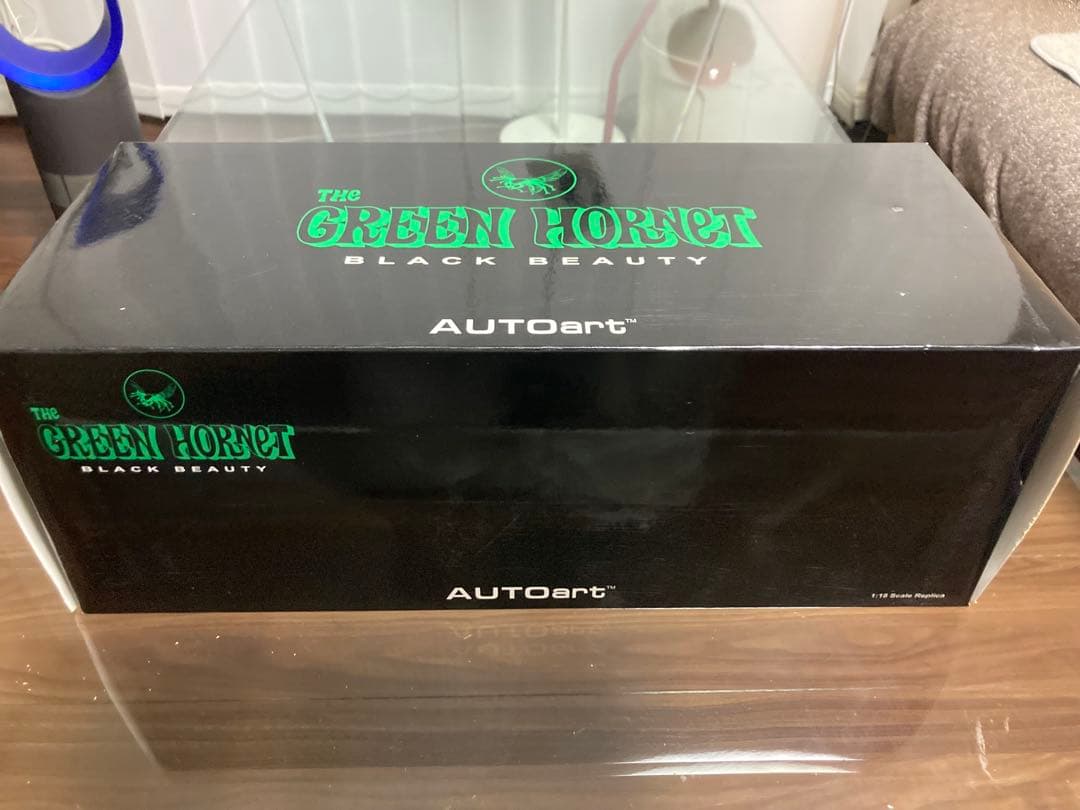 THe
GREEN HORNeT
BLACK BEAUTY
AUTOart™
THe
GREEN HORNeT
BLACK BEAUTY
AUTOart™
1:18 Scale Replica